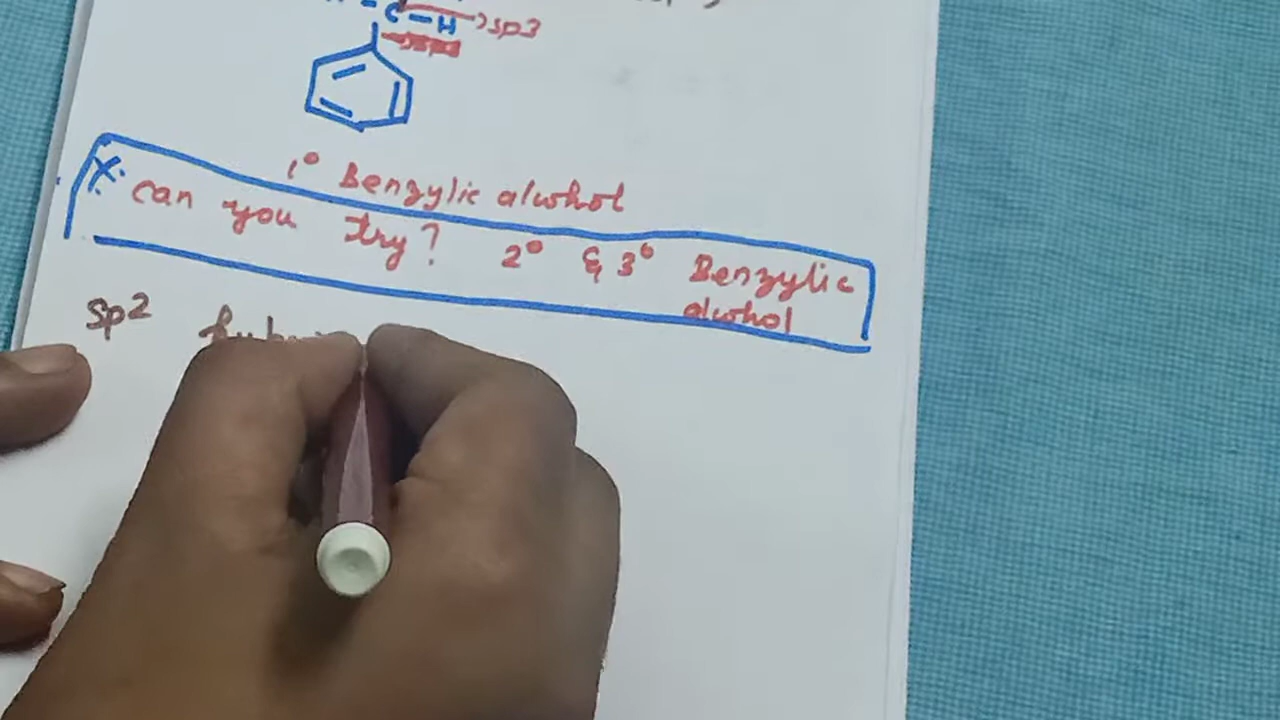 -C-H → sp3
1° Benzylic alcohol
* can you try? 2° & 3° Benzylic
alcohol
sp2